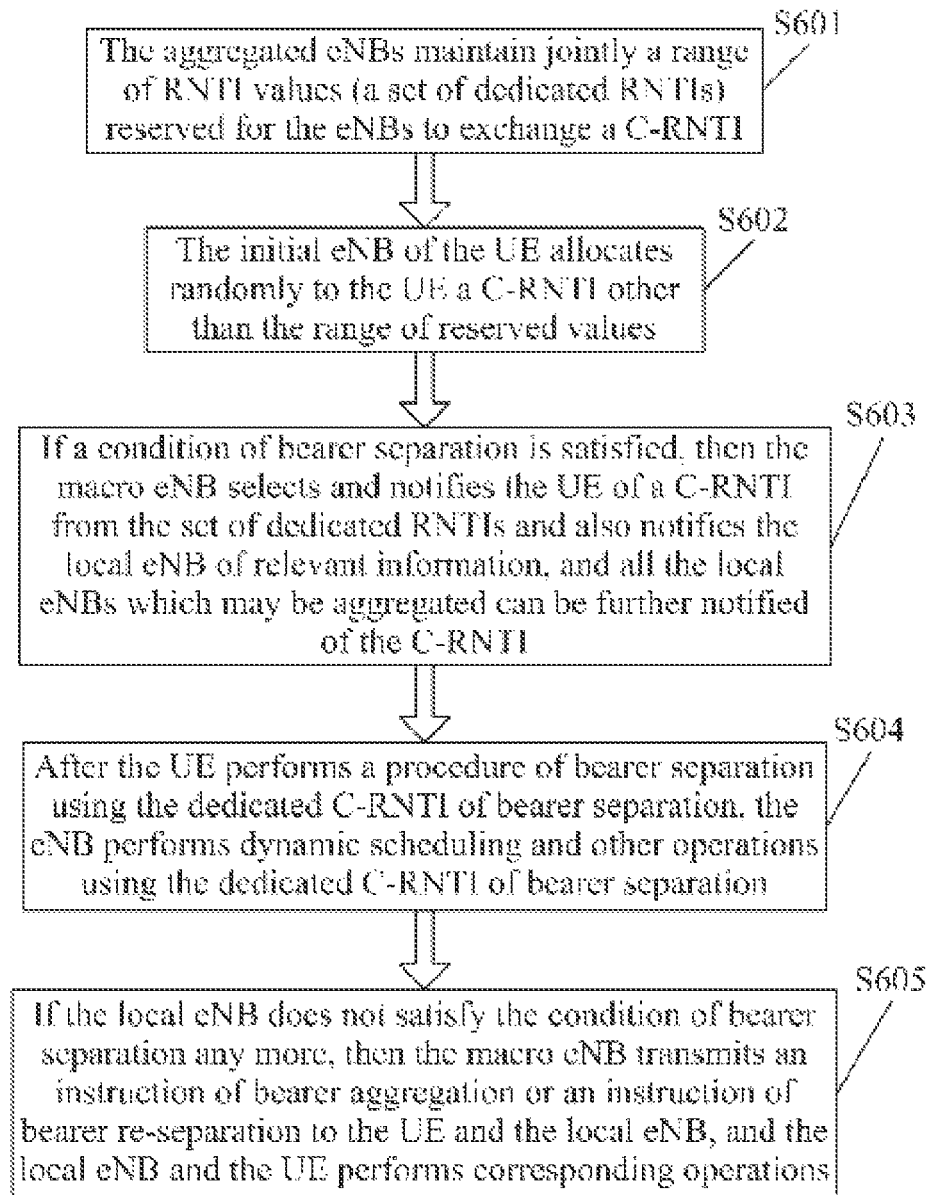 S601
The aggregated eNBs maintain jointly a range
of RNTI values (a set of dedicated RNTIs)
reserved for the eNBs to exchange a C-RNTI
S602
The initial eNB of the UE allocates
randomly to the UE a C-RNTI other
than the range of reserved values
S603
If a condition of bearer separation is satisfied, then the
macro eNB selects and notifies the UE of a C-RNTI
from the set of dedicated RNTIs and also notifies the
local eNB of relevant information, and all the local
eNBs which may be aggregated can be further notified
of the C-RNTI
S604
After the UE performs a procedure of bearer separation
using the dedicated C-RNTI of bearer separation, the
eNB performs dynamic scheduling and other operations
using the dedicated C-RNTI of bearer separation
S605
If the local eNB does not satisfy the condition of bearer
separation any more, then the macro eNB transmits an
instruction of bearer aggregation or an instruction of
bearer re-separation to the UE and the local eNB, and the
local eNB and the UE performs corresponding operations